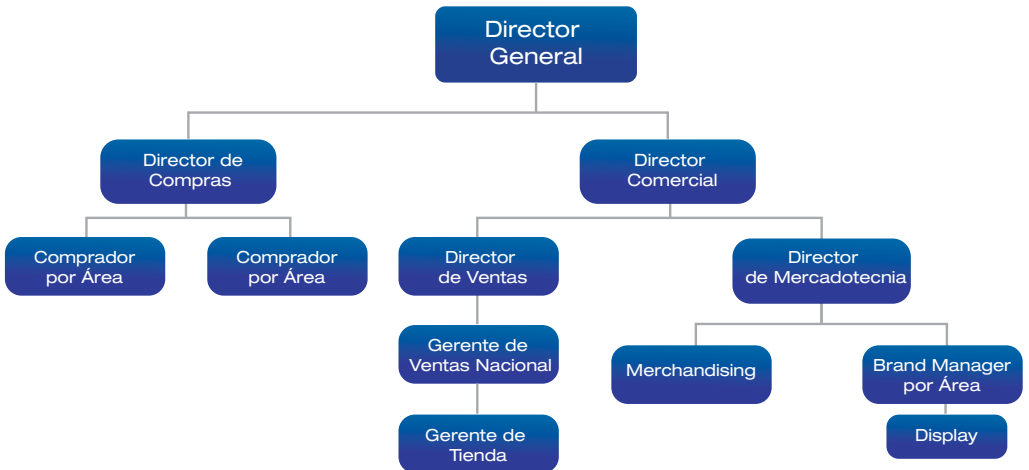 Director
General
Director de
Compras
Director
Comercial
Comprador
por Área
Comprador
por Área
Director
de Ventas
Director
de Mercadotecnia
Gerente de
Ventas Nacional
Merchandising
Brand Manager
por Área
Gerente de
Tienda
Display